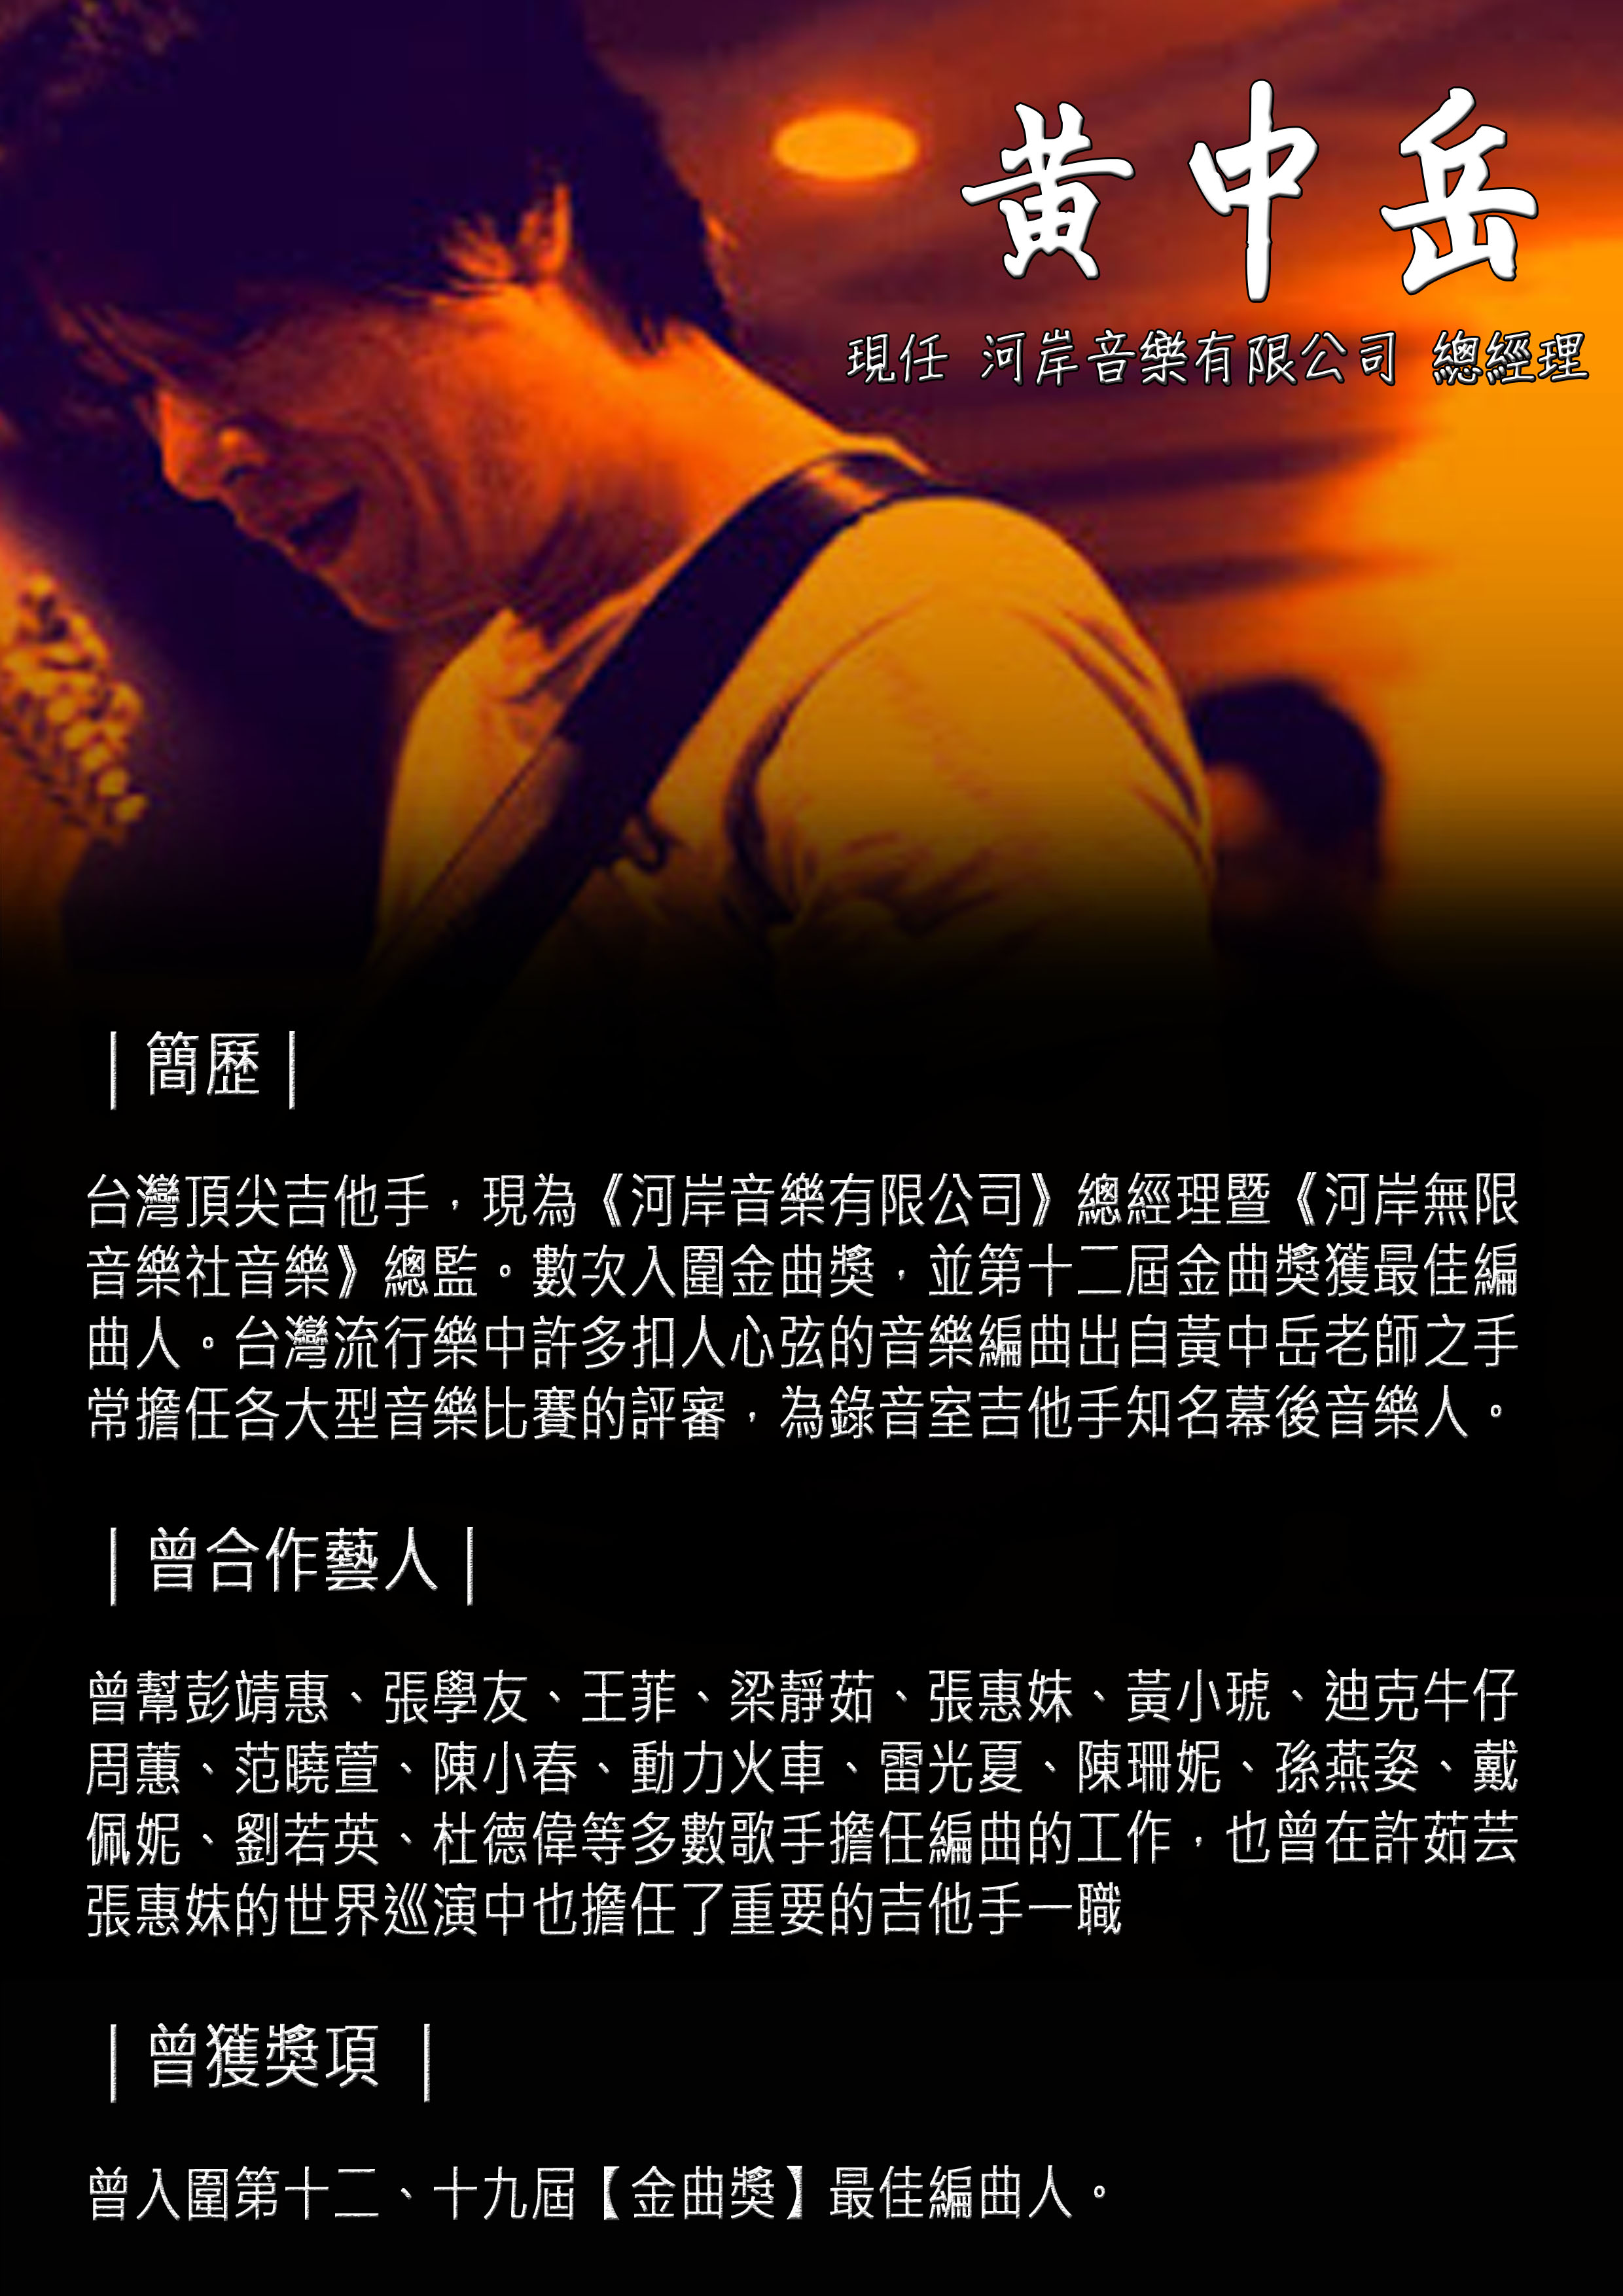 黃中岳
現任 河岸音樂有限公司 總經理
｜簡歷｜
台灣頂尖吉他手，現為《河岸音樂有限公司》總經理暨《河岸無限
音樂社音樂》總監。數次入圍金曲獎，並第十二屆金曲獎獲最佳編
曲人。台灣流行樂中許多扣人心弦的音樂編曲出自黃中岳老師之手
常擔任各大型音樂比賽的評審，為錄音室吉他手知名幕後音樂人。
｜曾合作藝人｜
曾幫彭靖惠、張學友、王菲、梁靜茹、張惠妹、黃小琥、迪克牛仔
周蕙、范曉萱、陳小春、動力火車、雷光夏、陳珊妮、孫燕姿、戴
佩妮、劉若英、杜德偉等多數歌手擔任編曲的工作，也曾在許茹芸
張惠妹的世界巡演中也擔任了重要的吉他手一職
｜曾獲獎項 ｜
曾入圍第十二、十九屆【金曲獎】最佳編曲人。